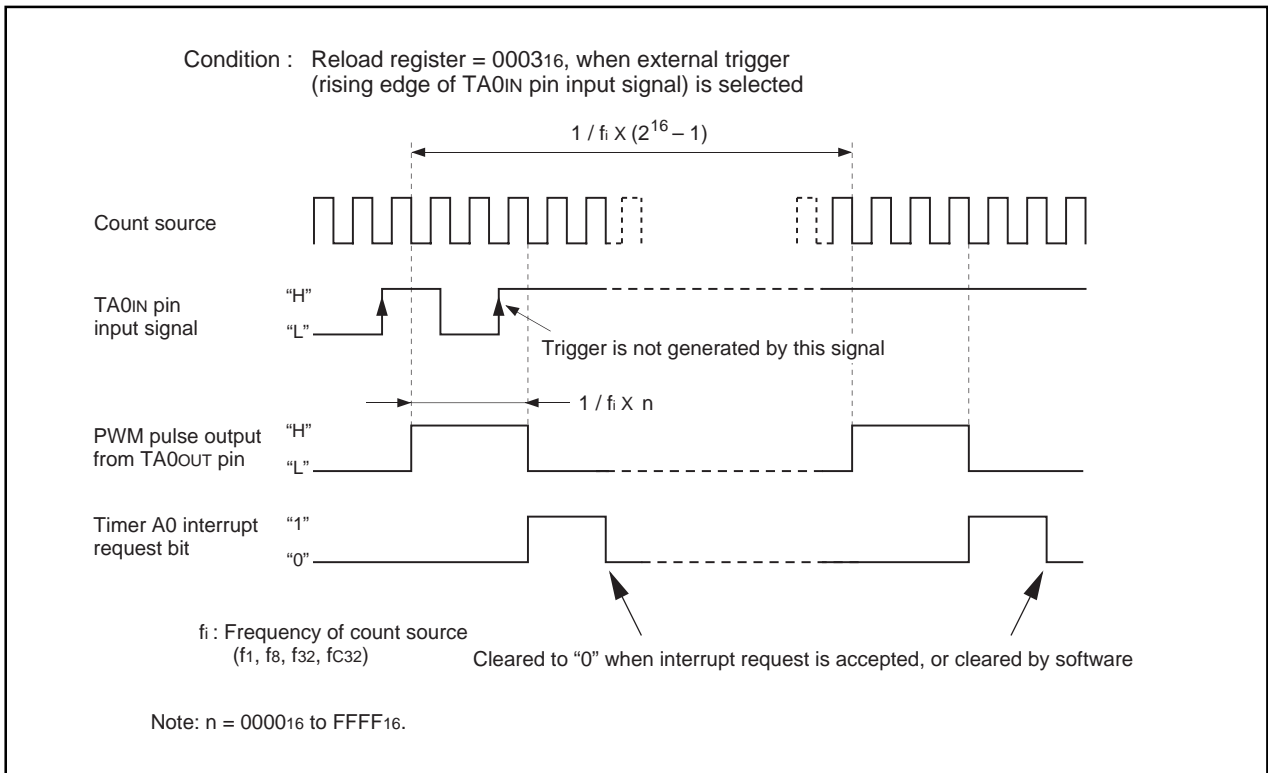 Condition : Reload register = 000316, when external trigger
(rising edge of TA0IN pin input signal) is selected
1 / fi X (2^16 – 1)
Count source
TA0IN pin
input signal
“H”
“L”
Trigger is not generated by this signal
1 / fi X n
PWM pulse output
from TA0OUT pin
“H”
“L”
Timer A0 interrupt
request bit
“1”
“0”
fi : Frequency of count source
(f1, f8, f32, fC32)
Cleared to “0” when interrupt request is accepted, or cleared by software
Note: n = 000016 to FFFF16.